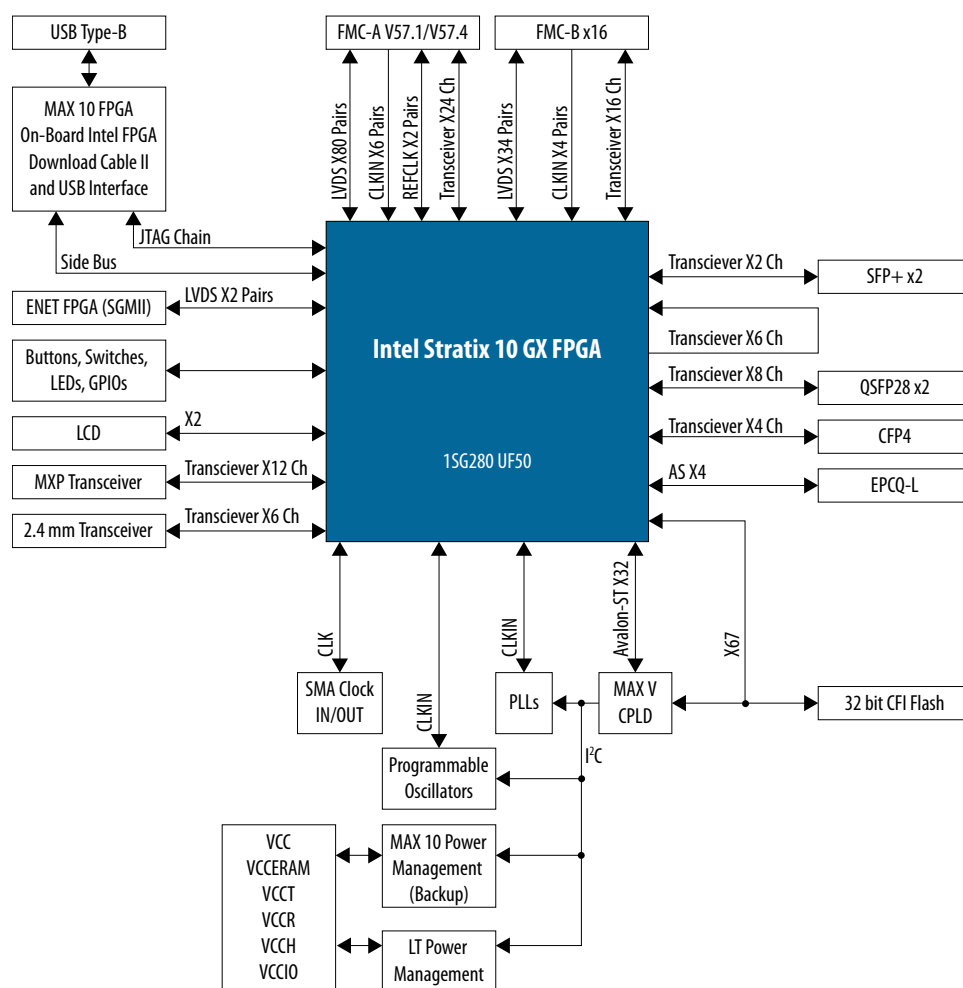 USB Type-B
FMC-A V57.1/V57.4
FMC-B x16
MAX 10 FPGA
On-Board Intel FPGA
Download Cable II
and USB Interface
LVDS X80 Pairs
CLKIN X6 Pairs
REFCLK X2 Pairs
Transceiver X24 Ch
LVDS X34 Pairs
CLKIN X4 Pairs
Transceiver X16 Ch
JTAG Chain
Side Bus
ENET FPGA (SGMII)
LVDS X2 Pairs
Buttons, Switches,
LEDs, GPIOs
LCD
X2
MXP Transceiver
Transciever X12 Ch
2.4 mm Transceiver
Transciever X6 Ch
Intel Stratix 10 GX FPGA
1SG280 UF50
Transciever X2 Ch
SFP+ x2
Transciever X6 Ch
Transciever X8 Ch
QSFP28 x2
Transciever X4 Ch
CFP4
AS X4
EPCQ-L
CLK
CLKIN
CLKIN
Avalon-ST X32
X67
SMA Clock
IN/OUT
PLLs
MAX V
CPLD
32 bit CFI Flash
I²C
Programmable
Oscillators
VCC
VCCERAM
VCCT
VCCR
VCCH
VCCIO
MAX 10 Power
Management
(Backup)
LT Power
Management